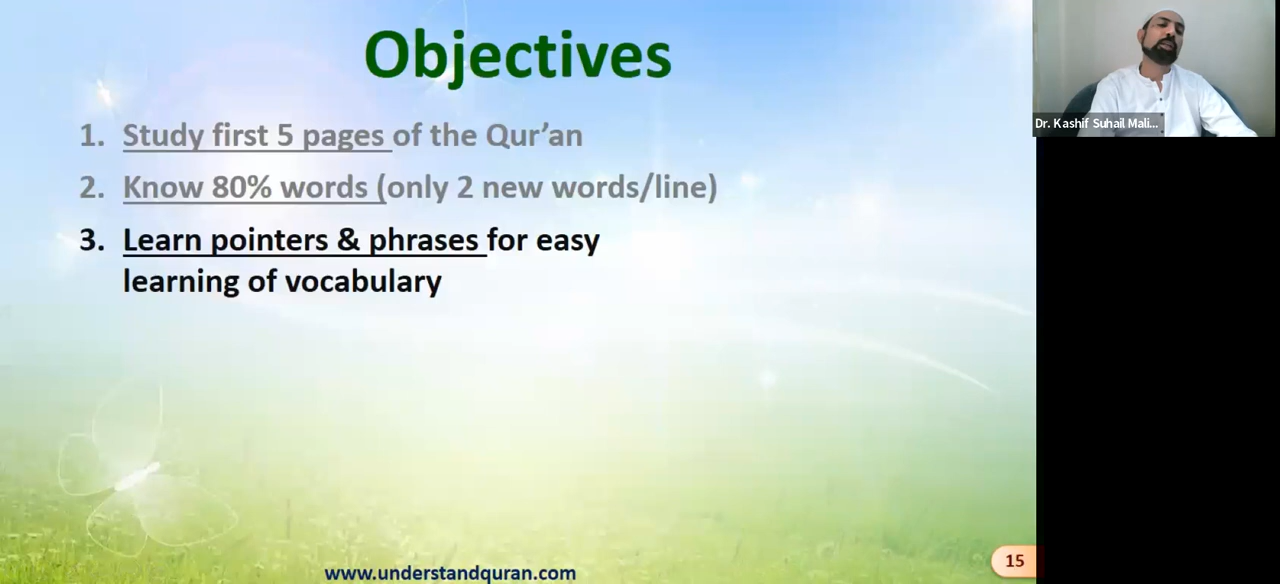 Objectives
1. Study first 5 pages of the Qur’an
2. Know 80% words (only 2 new words/line)
3. Learn pointers & phrases for easy
learning of vocabulary
Dr. Kashif Suhail Mali...
15
www.understandquran.com